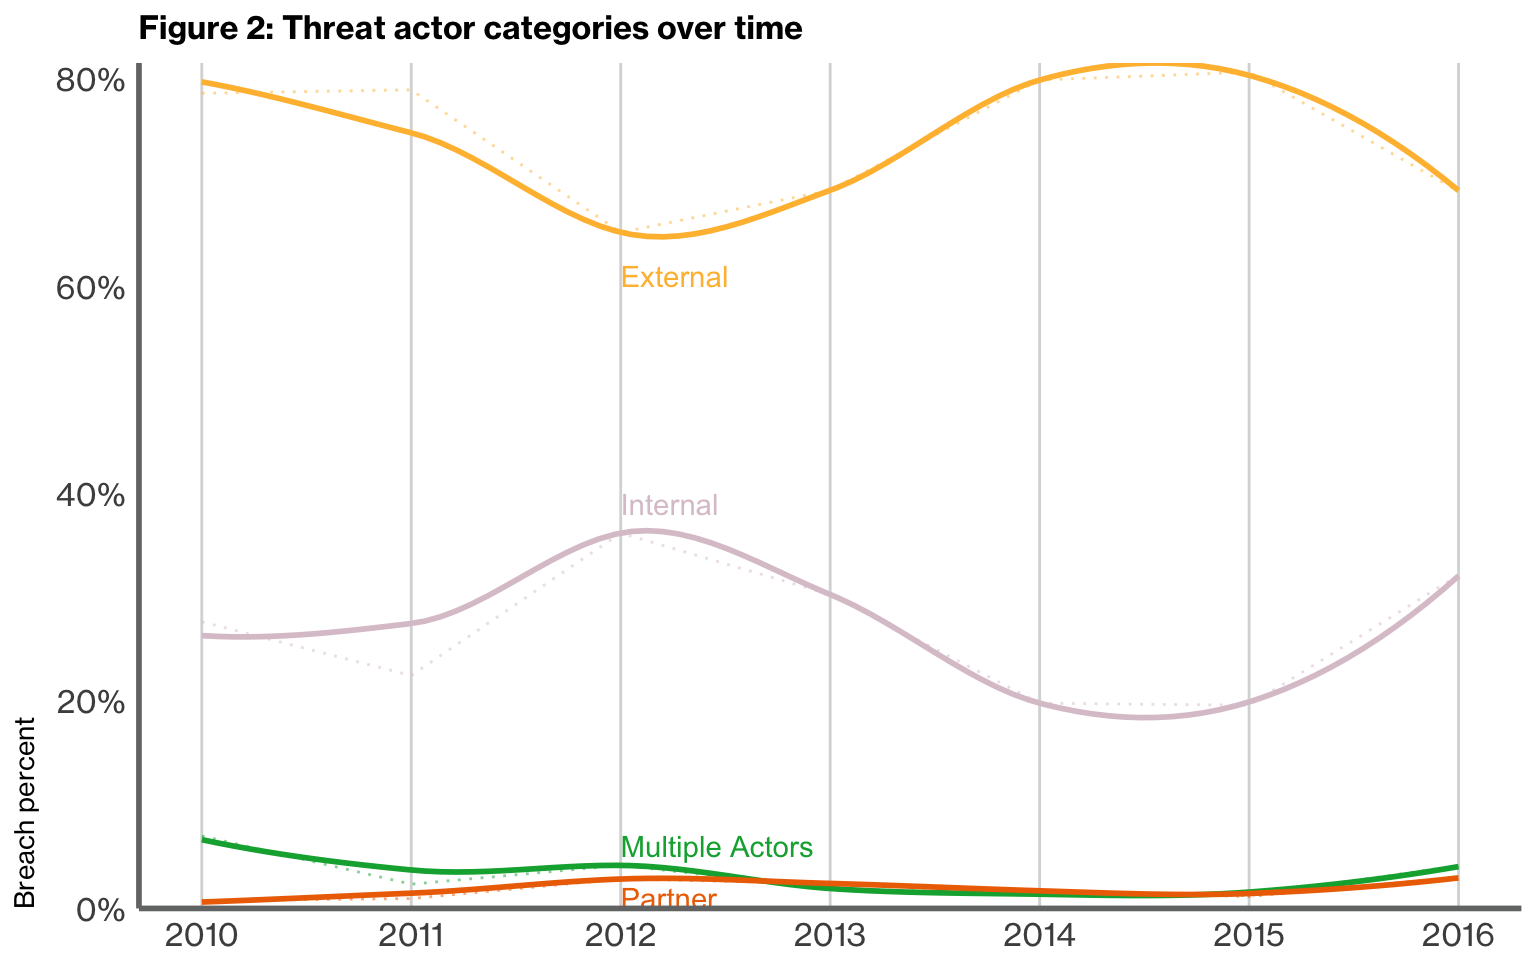 Figure 2: Threat actor categories over time
80%
60%
40%
20%
0%
Breach percent
External
Internal
Multiple Actors
Partner
2010 2011 2012 2013 2014 2015 2016